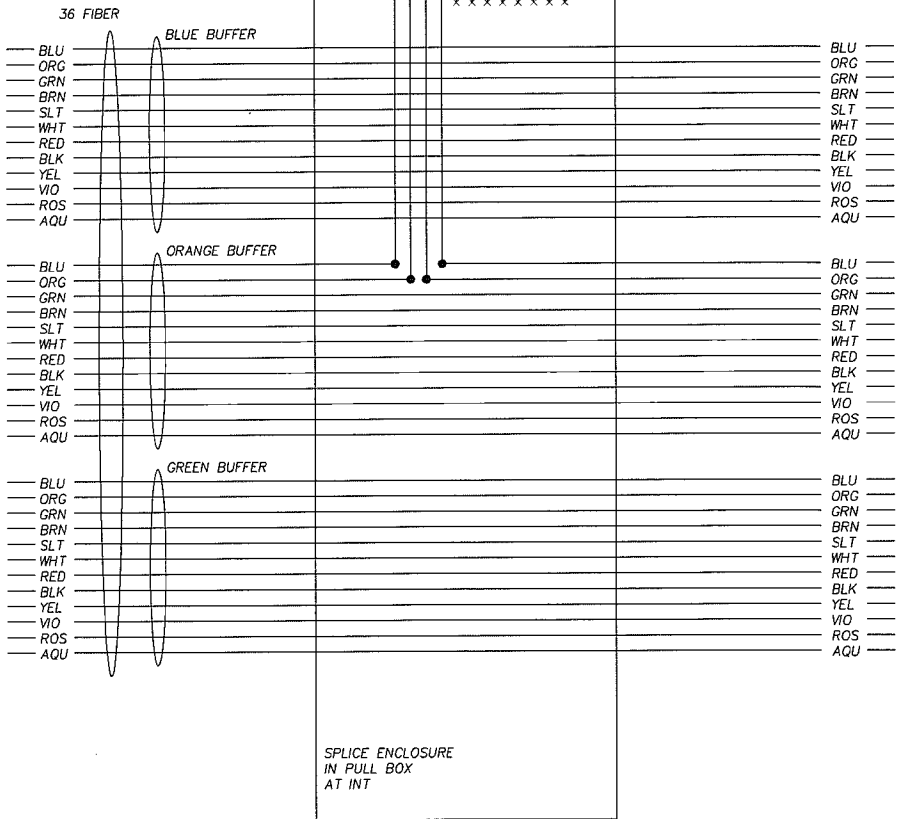 X X X X X X X X
36 FIBER
BLUE BUFFER
BLU BLU
ORG ORG
GRN GRN
BRN BRN
SLT SLT
WHT WHT
RED RED
BLK BLK
YEL YEL
VIO VIO
ROS ROS
AQU AQU
ORANGE BUFFER
BLU BLU
ORG ORG
GRN GRN
BRN BRN
SLT SLT
WHT WHT
RED RED
BLK BLK
YEL YEL
VIO VIO
ROS ROS
AQU AQU
GREEN BUFFER
BLU BLU
ORG ORG
GRN GRN
BRN BRN
SLT SLT
WHT WHT
RED RED
BLK BLK
YEL YEL
VIO VIO
ROS ROS
AQU AQU
SPLICE ENCLOSURE
IN PULL BOX
AT INT